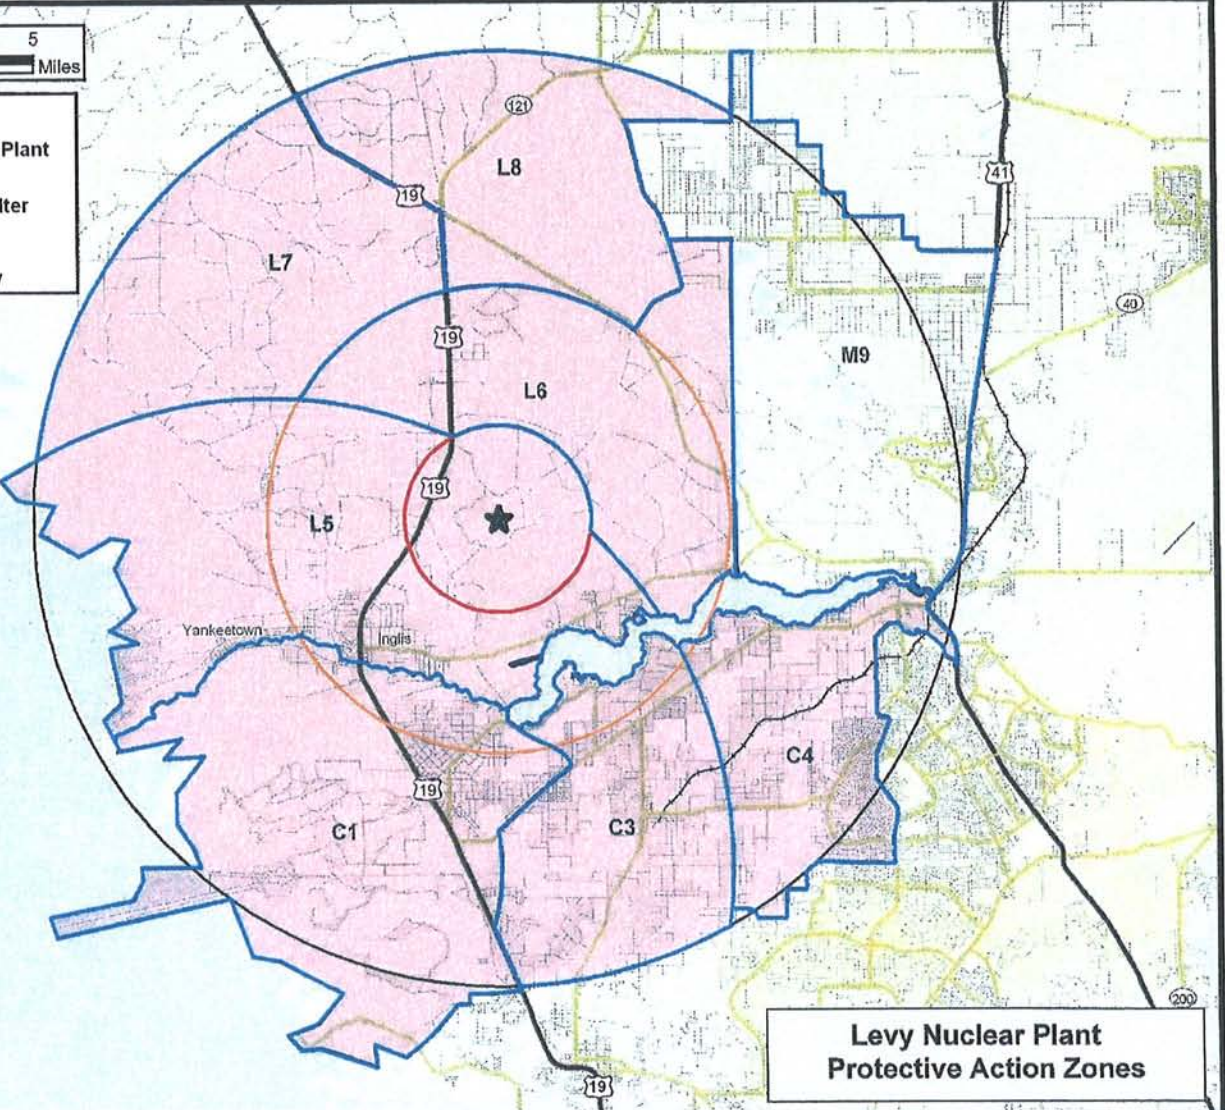 5
Miles
Plant
lter
y
121
L8
19
41
L7
40
19
M9
L6
19
L5
Yankeetown
Inglis
C4
19
C3
C1
200
Levy Nuclear Plant
Protective Action Zones
19